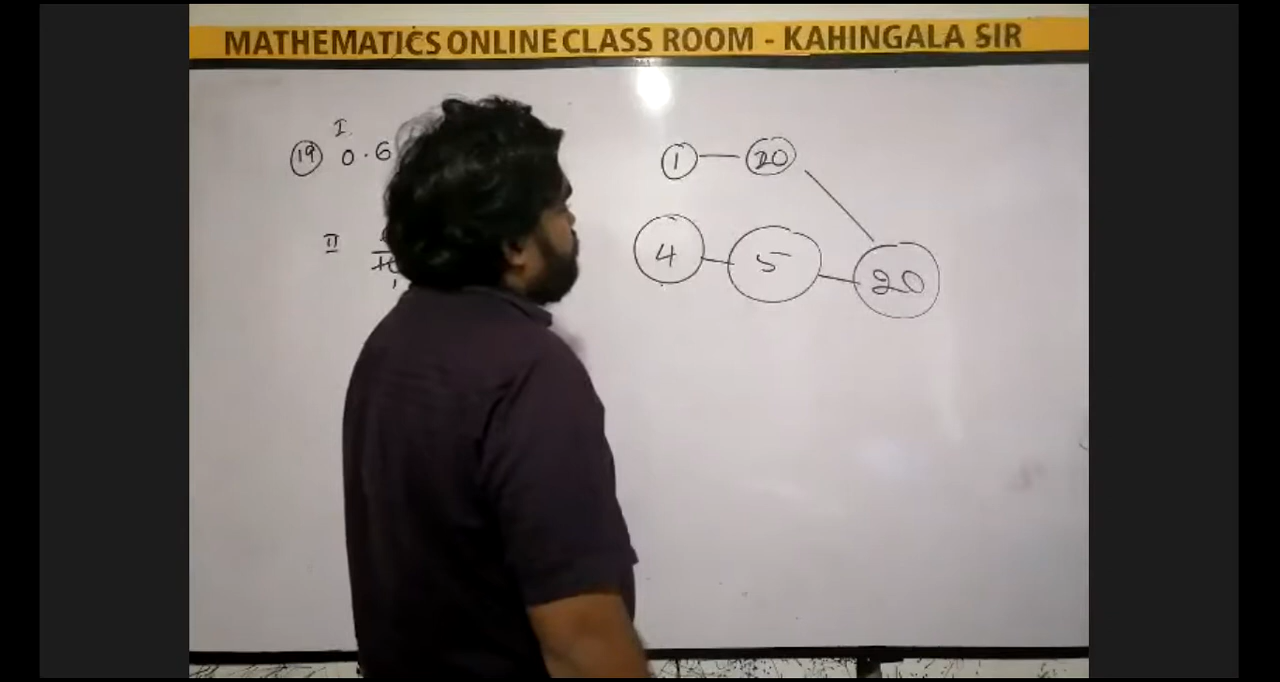 MATHEMATICS ONLINE CLASS ROOM - KAHINGALA SIR
I.
19 0.6
II
1 20
4 5 20